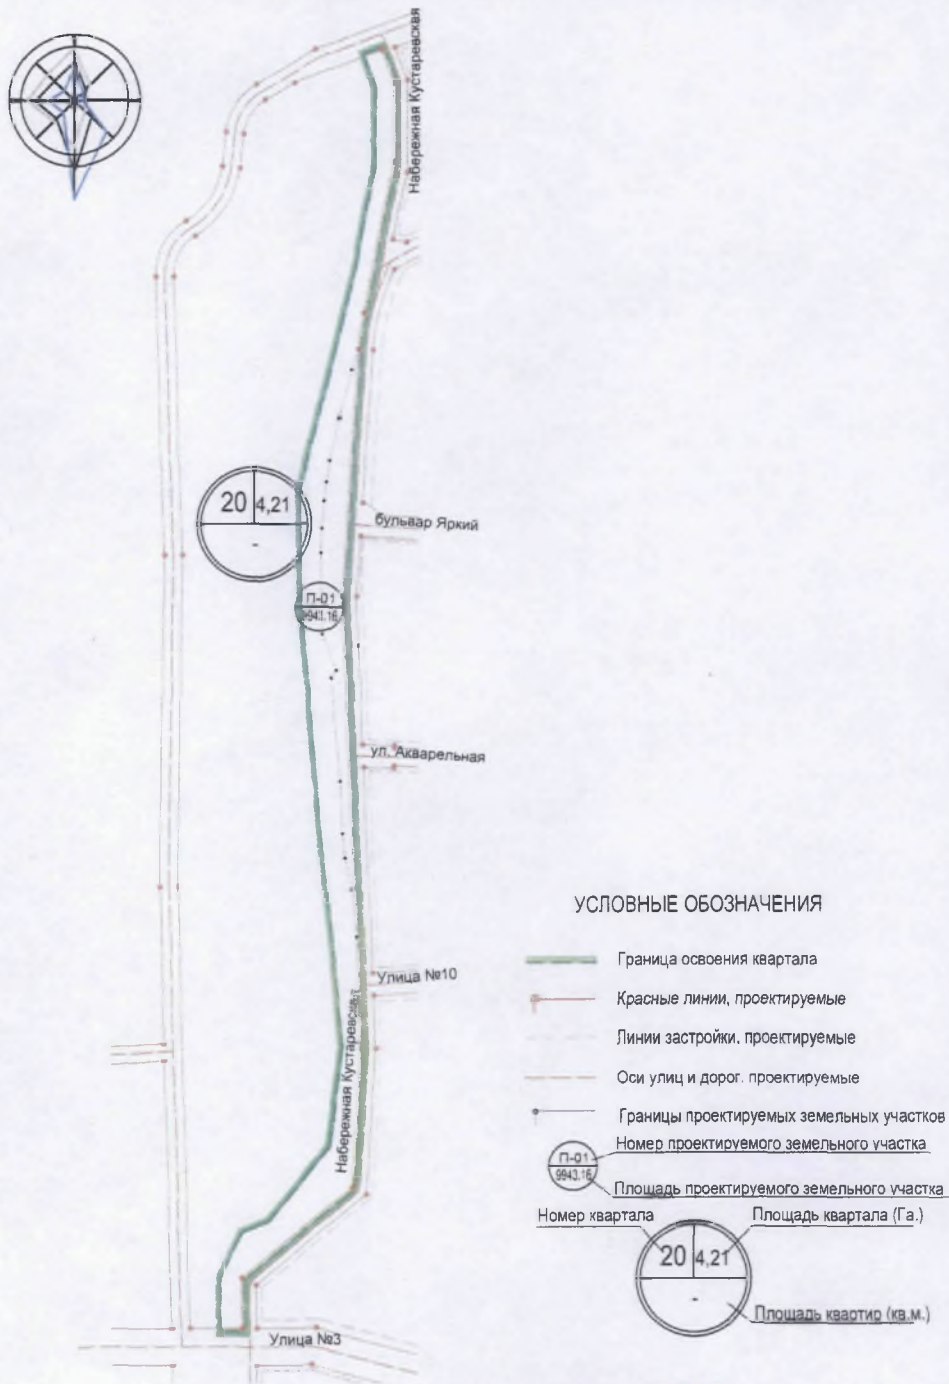 Набережная Кустаревская
20 4,21
-
бульвар Яркий
П-01
9943.16
ул. Акварельная
Улица №10
Набережная Кустаревская
Улица №3
УСЛОВНЫЕ ОБОЗНАЧЕНИЯ
Граница освоения квартала
Красные линии, проектируемые
Линии застройки, проектируемые
Оси улиц и дорог, проектируемые
Границы проектируемых земельных участков
Номер проектируемого земельного участка
П-01
9943.16
Площадь проектируемого земельного участка
Номер квартала
Площадь квартала (Га.)
20 4,21
-
Площадь квартир (кв.м.)